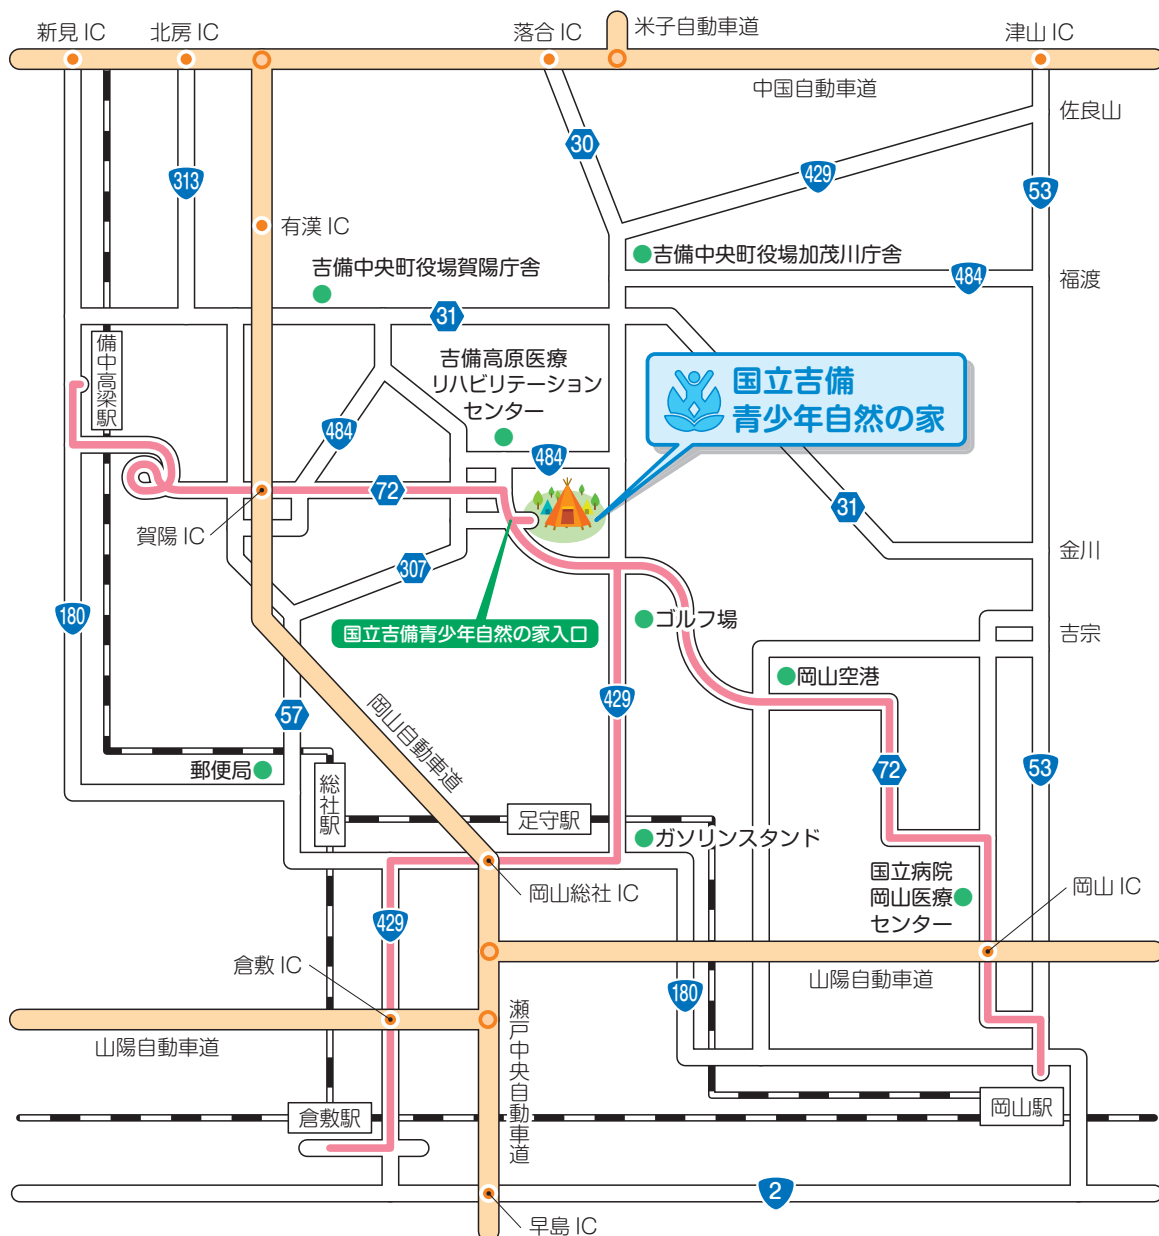 新見 IC
北房 IC
落合 IC
米子自動車道
津山 IC
中国自動車道
佐良山
30
429
313
53
有漢 IC
吉備中央町役場加茂川庁舎
吉備中央町役場賀陽庁舎
484
福渡
31
備中高梁駅
吉備高原医療
リハビリテーション
センター
国立吉備
青少年自然の家
484
484
72
31
賀陽 IC
金川
307
180
ゴルフ場
国立吉備青少年自然の家入口
吉宗
岡山空港
429
57
岡山自動車道
郵便局
72
53
総社駅
足守駅
ガソリンスタンド
国立病院
岡山医療
センター
岡山 IC
岡山総社 IC
429
倉敷 IC
山陽自動車道
180
瀬戸中央自動車道
山陽自動車道
倉敷駅
岡山駅
2
早島 IC